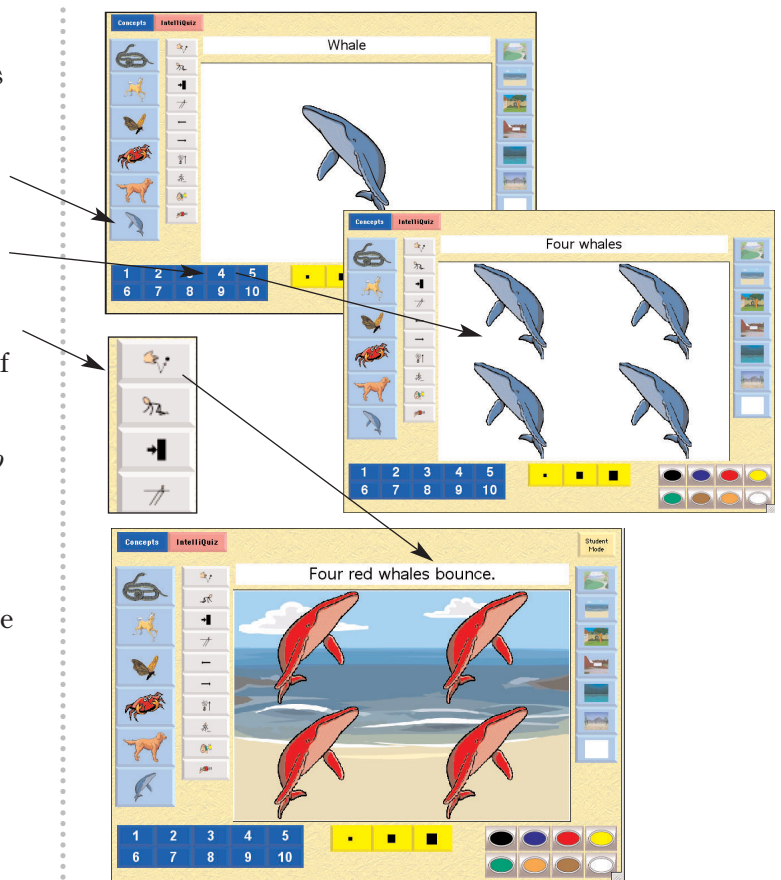 s
f
o
e
Concepts IntelliQuiz
Whale
1 2 4 5
6 7 8 9 10
Concepts IntelliQuiz
Four whales
1 2 3 4 5
6 7 8 9 10
Concepts IntelliQuiz
Student
Mode
Four red whales bounce.
1 2 3 4 5
6 7 8 9 10